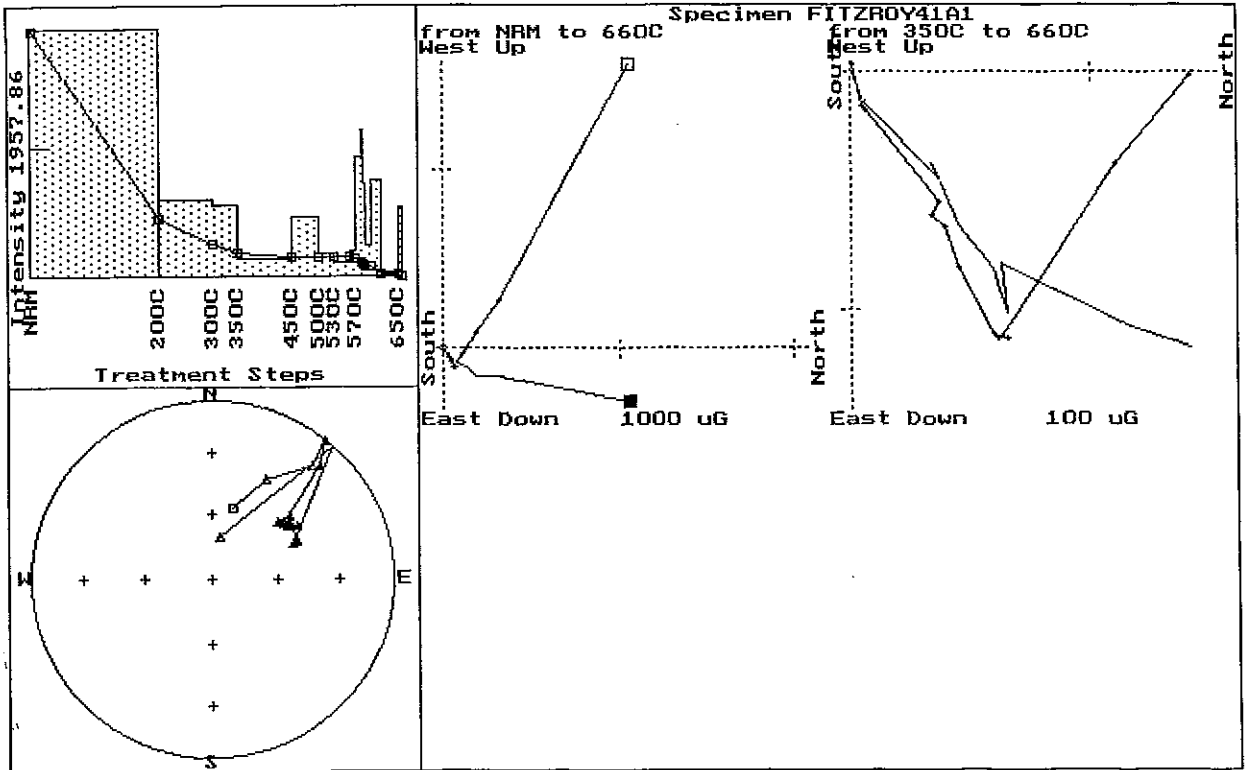 Specimen FITZROY41A1
from NRM to 660C
West Up
from 350C to 660C
West Up
Intensity 1957.86
NRM
200C
300C
350C
450C
500C
530C
570C
650C
Treatment Steps
South
North
East Down 1000 uG
South
North
East Down 100 uG
N
W
E
S